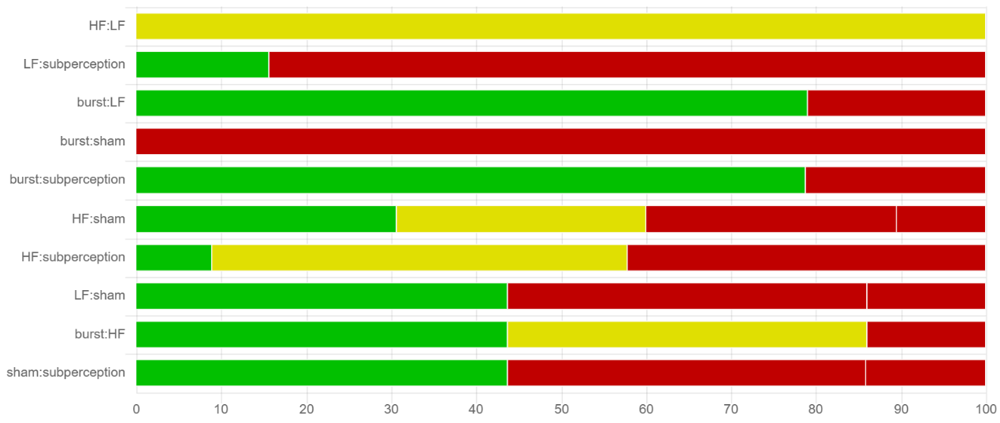 HF:LF
LF:subperception
burst:LF
burst:sham
burst:subperception
HF:sham
HF:subperception
LF:sham
burst:HF
sham:subperception
0 10 20 30 40 50 60 70 80 90 100